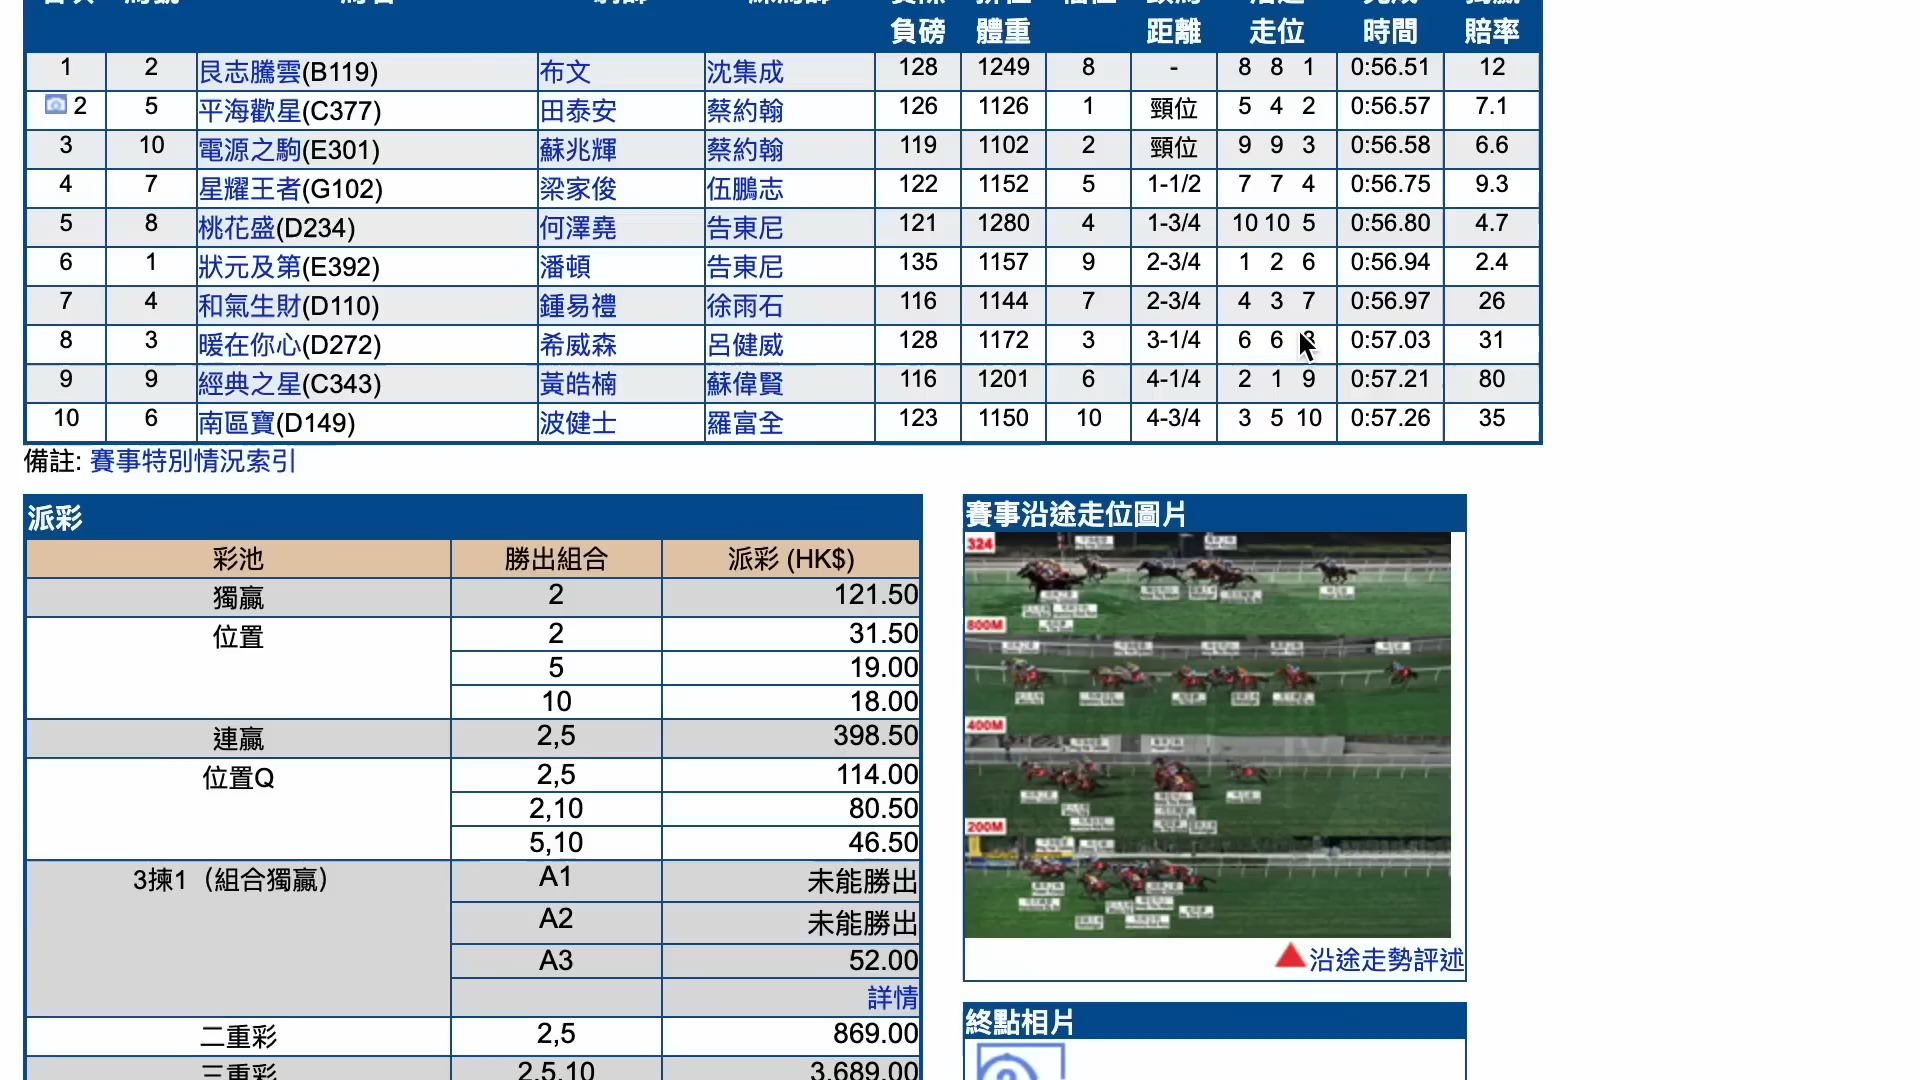 負磅 體重 距離 走位 時間 賠率
1 2 艮志騰雲(B119) 布文 沈集成 128 1249 8 - 8 8 1 0:56.51 12
2 5 平海歡星(C377) 田泰安 蔡約翰 126 1126 1 頸位 5 4 2 0:56.57 7.1
3 10 電源之駒(E301) 蘇兆輝 蔡約翰 119 1102 2 頸位 9 9 3 0:56.58 6.6
4 7 星耀王者(G102) 梁家俊 伍鵬志 122 1152 5 1-1/2 7 7 4 0:56.75 9.3
5 8 桃花盛(D234) 何澤堯 告東尼 121 1280 4 1-3/4 10 10 5 0:56.80 4.7
6 1 狀元及第(E392) 潘頓 告東尼 135 1157 9 2-3/4 1 2 6 0:56.94 2.4
7 4 和氣生財(D110) 鍾易禮 徐雨石 116 1144 7 2-3/4 4 3 7 0:56.97 26
8 3 暖在你心(D272) 希威森 呂健威 128 1172 3 3-1/4 6 6 0:57.03 31
9 9 經典之星(C343) 黃皓楠 蘇偉賢 116 1201 6 4-1/4 2 1 9 0:57.21 80
10 6 南區寶(D149) 波健士 羅富全 123 1150 10 4-3/4 3 5 10 0:57.26 35
備註: 賽事特別情況索引
派彩
彩池 勝出組合 派彩 (HK$)
獨贏 2 121.50
位置 2 31.50
5 19.00
10 18.00
連贏 2,5 398.50
位置Q 2,5 114.00
2,10 80.50
5,10 46.50
3揀1（組合獨贏） A1 未能勝出
A2 未能勝出
A3 52.00
詳情
二重彩 2,5 869.00
三重彩 2,5,10 3,689.00
賽事沿途走位圖片
324
800M
400M
200M
沿途走勢評述
終點相片